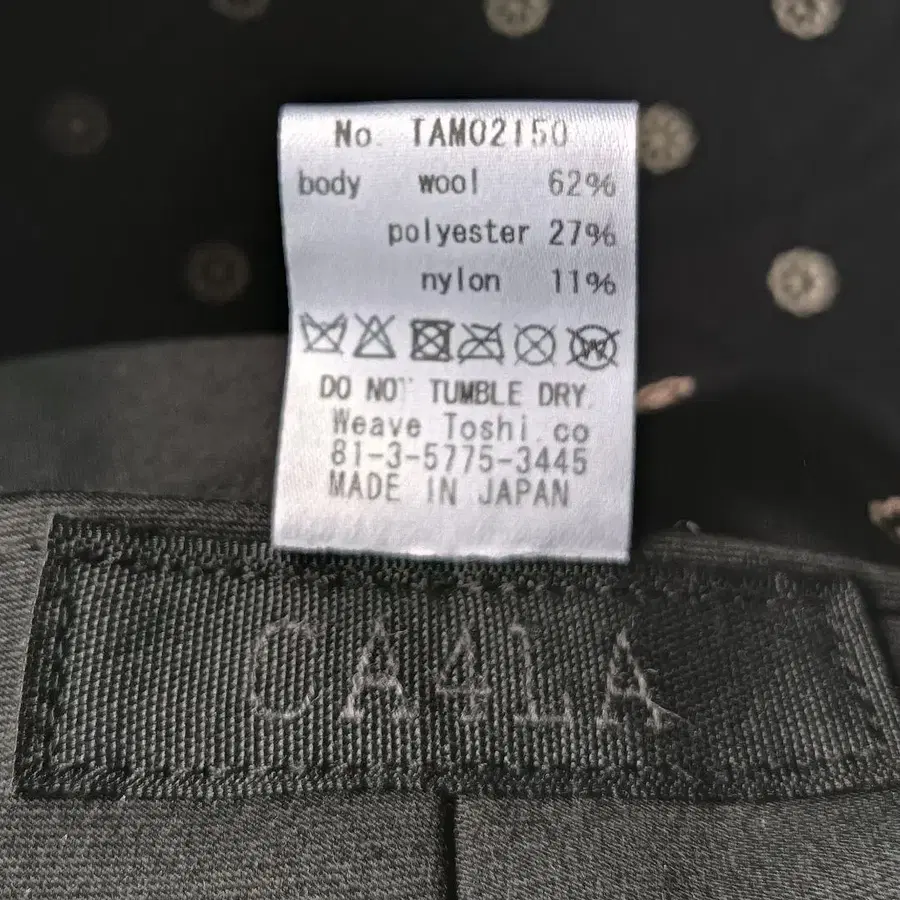 No. TAM02150
body wool 62%
polyester 27%
nylon 11%
W
DO NOT TUMBLE DRY.
Weave Toshi.co
81-3-5775-3445
MADE IN JAPAN
CA4LA